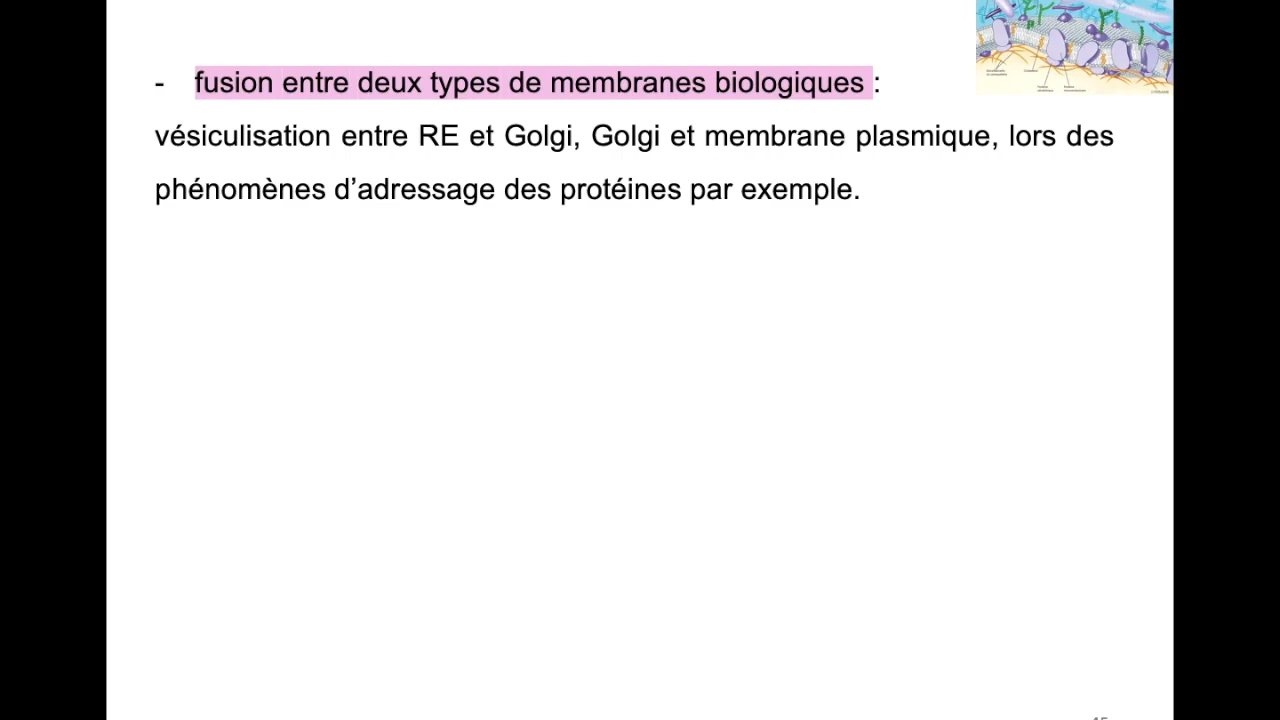 - fusion entre deux types de membranes biologiques :
vésiculisation entre RE et Golgi, Golgi et membrane plasmique, lors des
phénomènes d’adressage des protéines par exemple.